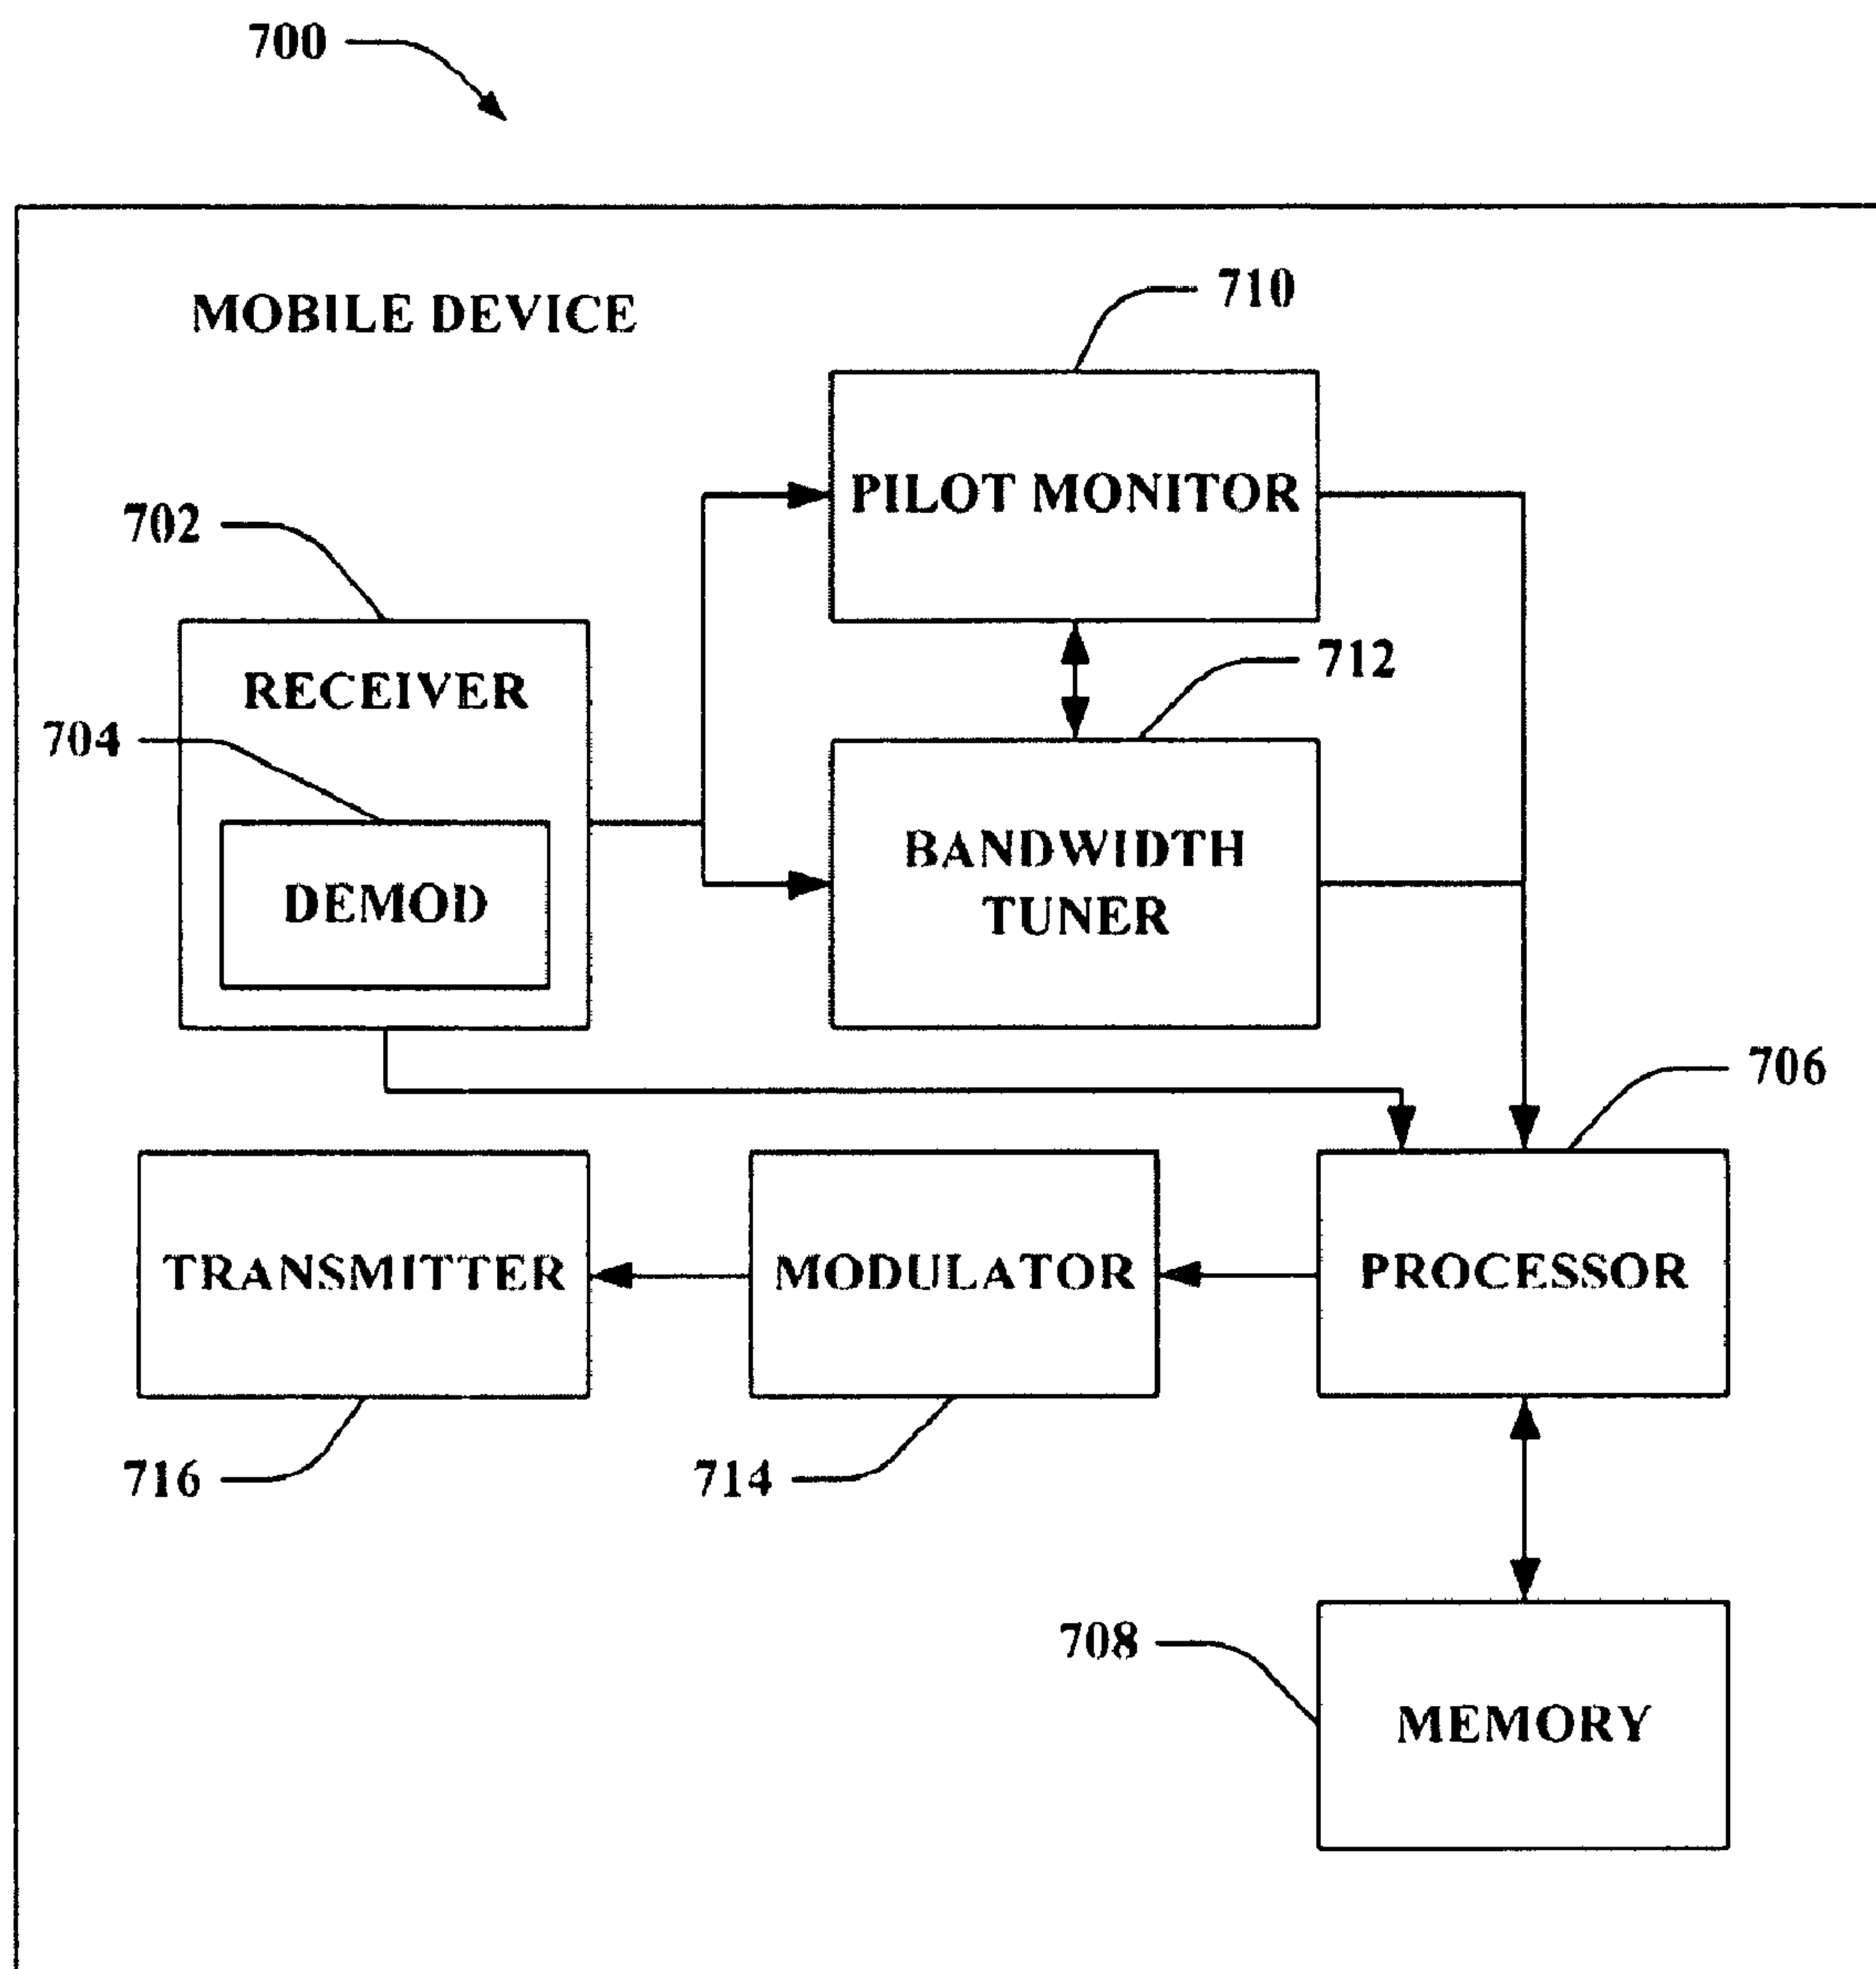 700
MOBILE DEVICE
710
PILOT MONITOR
702
712
RECEIVER
704
BANDWIDTH
TUNER
DEMOD
706
TRANSMITTER
MODULATOR
PROCESSOR
716
714
708
MEMORY